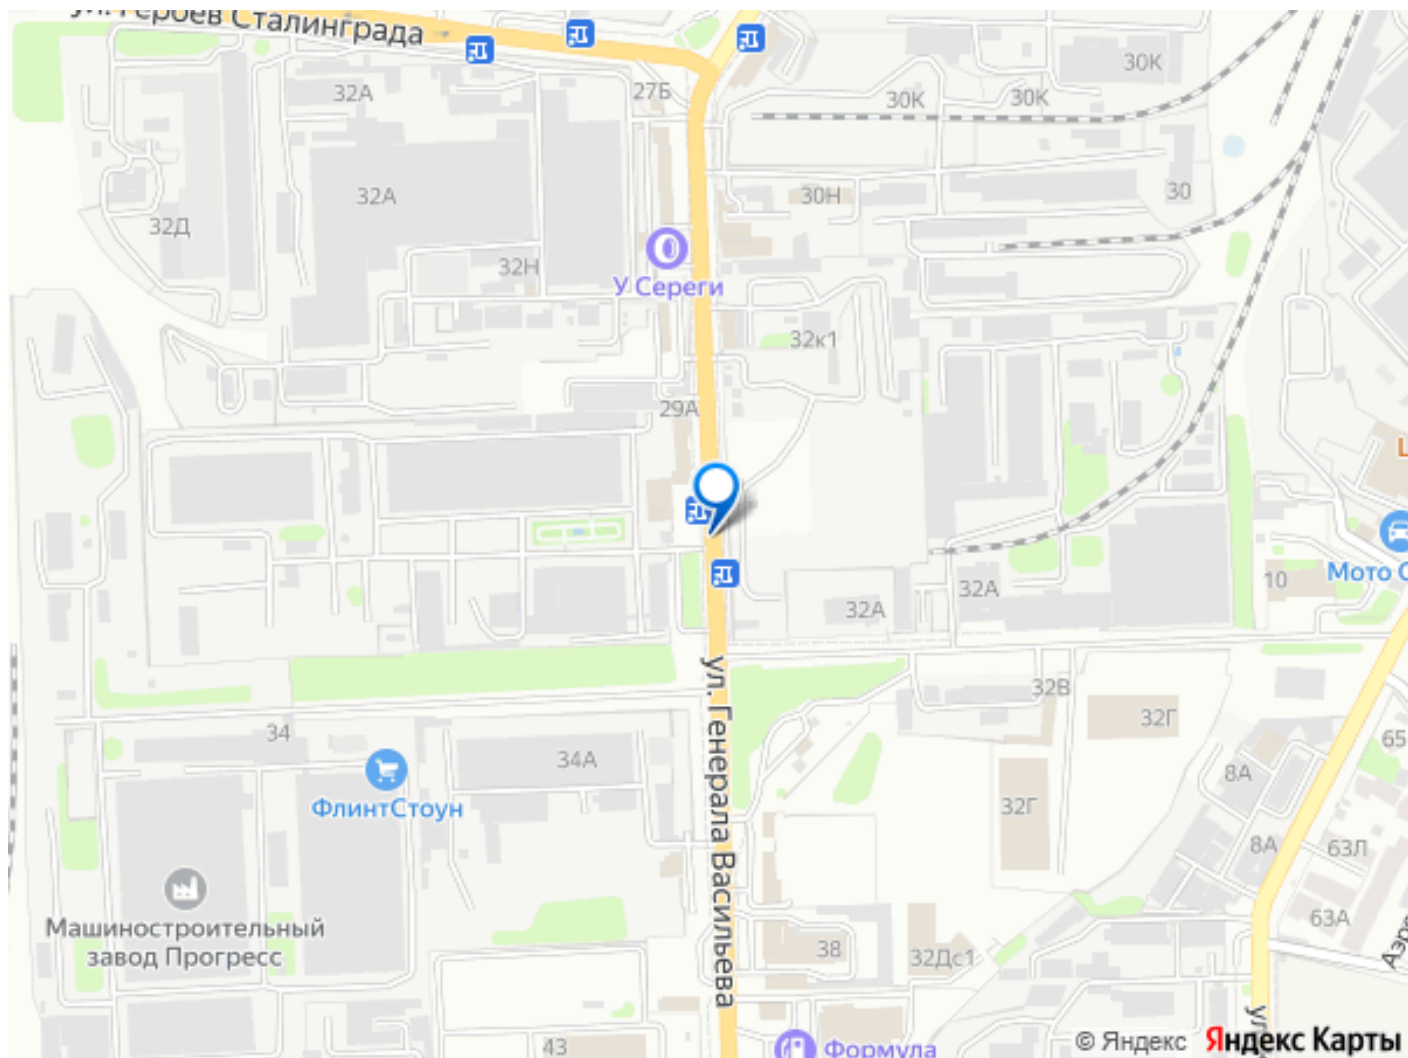 ул. Героев Сталинграда
30К
32А
27Б
30К
30К
32А
30Н
30
32Д
32Н
У Сереги
32к1
29А
32А
10
Мото
32А
32В
32Г
34
34А
65
8А
ФлинтСтоун
32Г
ул. Генерала Васильева
8А
63Л
63А
Машиностроительный
завод Прогресс
38
32Дс1
43
Формула
© Яндекс
Яндекс Карты